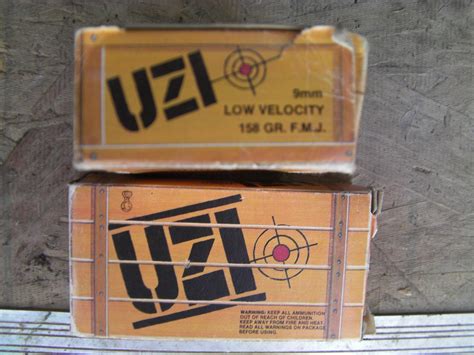 UZI
9mm
LOW VELOCITY
158 GR. F.M.J.
UZI
WARNING: KEEP ALL AMMUNITION
OUT OF REACH OF CHILDREN.
KEEP AWAY FROM FIRE AND HEAT.
READ ALL WARNINGS ON PACKAGE
BEFORE USING.